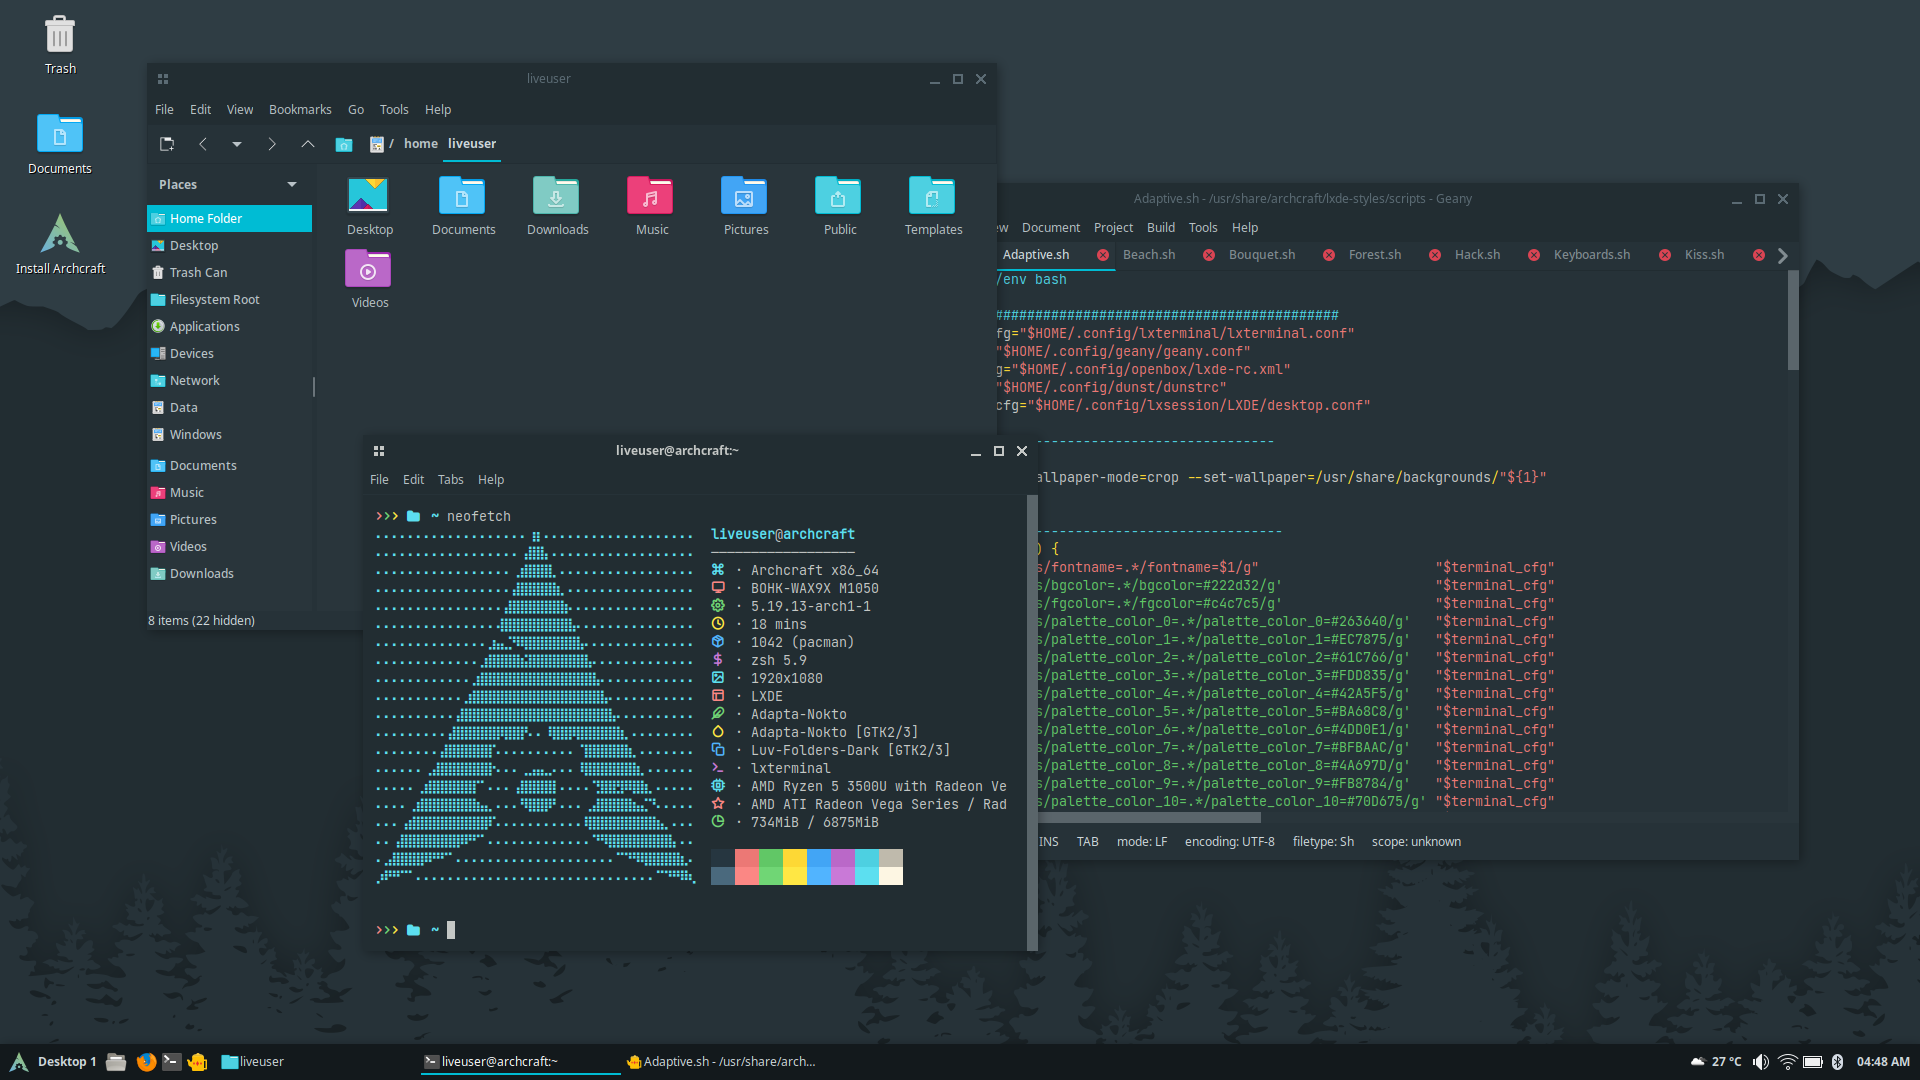 Trash
Documents
Install Archcraft
liveuser
File Edit View Bookmarks Go Tools Help
/ home liveuser
Places
Home Folder
Desktop
Trash Can
Filesystem Root
Applications
Devices
Network
Data
Windows
Documents
Music
Pictures
Videos
Downloads
Desktop Documents Downloads Music Pictures Public Templates
Videos
8 items (22 hidden)
Adaptive.sh - /usr/share/archcraft/lxde-styles/scripts - Geany
ew Document Project Build Tools Help
Adaptive.sh Beach.sh Bouquet.sh Forest.sh Hack.sh Keyboards.sh Kiss.sh
/env bash
###########################################
fg="$HOME/.config/lxterminal/lxterminal.conf"
"$HOME/.config/geany/geany.conf"
g="$HOME/.config/openbox/lxde-rc.xml"
"$HOME/.config/dunst/dunstrc"
cfg="$HOME/.config/lxsession/LXDE/desktop.conf"
------------------------------
allpaper-mode=crop --set-wallpaper=/usr/share/backgrounds/"${1}"
-------------------------------
) {
s/fontname=.*/fontname=$1/g" "$terminal_cfg"
s/bgcolor=.*/bgcolor=#222d32/g' "$terminal_cfg"
s/fgcolor=.*/fgcolor=#c4c7c5/g' "$terminal_cfg"
s/palette_color_0=.*/palette_color_0=#263640/g' "$terminal_cfg"
s/palette_color_1=.*/palette_color_1=#EC7875/g' "$terminal_cfg"
s/palette_color_2=.*/palette_color_2=#61C766/g' "$terminal_cfg"
s/palette_color_3=.*/palette_color_3=#FDD835/g' "$terminal_cfg"
s/palette_color_4=.*/palette_color_4=#42A5F5/g' "$terminal_cfg"
s/palette_color_5=.*/palette_color_5=#BA68C8/g' "$terminal_cfg"
s/palette_color_6=.*/palette_color_6=#4DD0E1/g' "$terminal_cfg"
s/palette_color_7=.*/palette_color_7=#BFBAAC/g' "$terminal_cfg"
s/palette_color_8=.*/palette_color_8=#4A697D/g' "$terminal_cfg"
s/palette_color_9=.*/palette_color_9=#FB8784/g' "$terminal_cfg"
s/palette_color_10=.*/palette_color_10=#70D675/g' "$terminal_cfg"
INS TAB mode: LF encoding: UTF-8 filetype: Sh scope: unknown
liveuser@archcraft:~
File Edit Tabs Help
~ neofetch
liveuser@archcraft
------------------
· Archcraft x86_64
· BOHK-WAX9X M1050
· 5.19.13-arch1-1
· 18 mins
· 1042 (pacman)
· zsh 5.9
· 1920x1080
· LXDE
· Adapta-Nokto
· Adapta-Nokto [GTK2/3]
· Luv-Folders-Dark [GTK2/3]
· lxterminal
· AMD Ryzen 5 3500U with Radeon Ve
· AMD ATI Radeon Vega Series / Rad
· 734MiB / 6875MiB
~
Desktop 1 liveuser liveuser@archcraft:~ Adaptive.sh - /usr/share/arch... 27 °C 04:48 AM